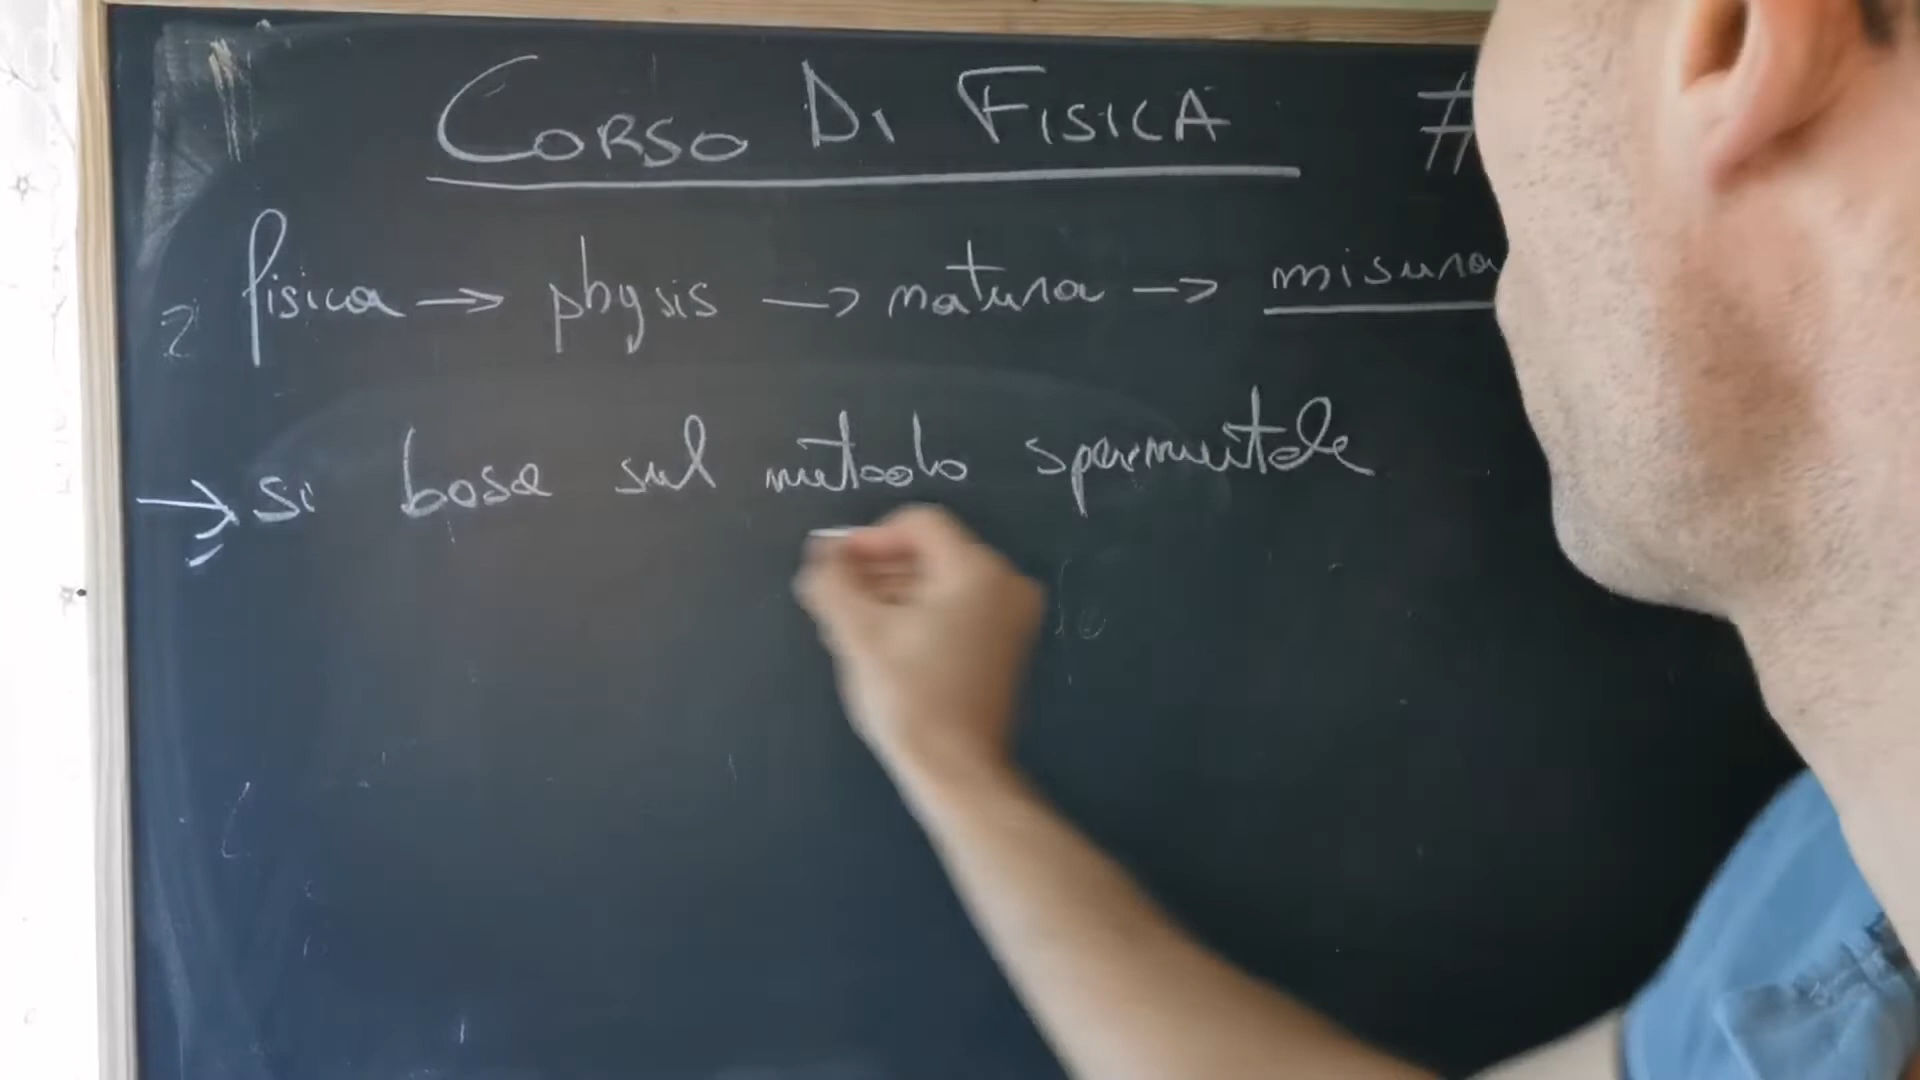 CORSO DI FISICA #
fisica → physis → natura → misura
→ si basa sul metodo sperimentale